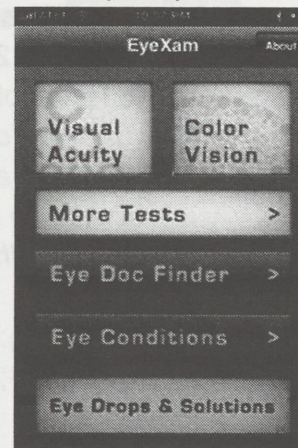 EyeXam About
Visual Acuity
Color Vision
More Tests >
Eye Doc Finder >
Eye Conditions >
Eye Drops & Solutions